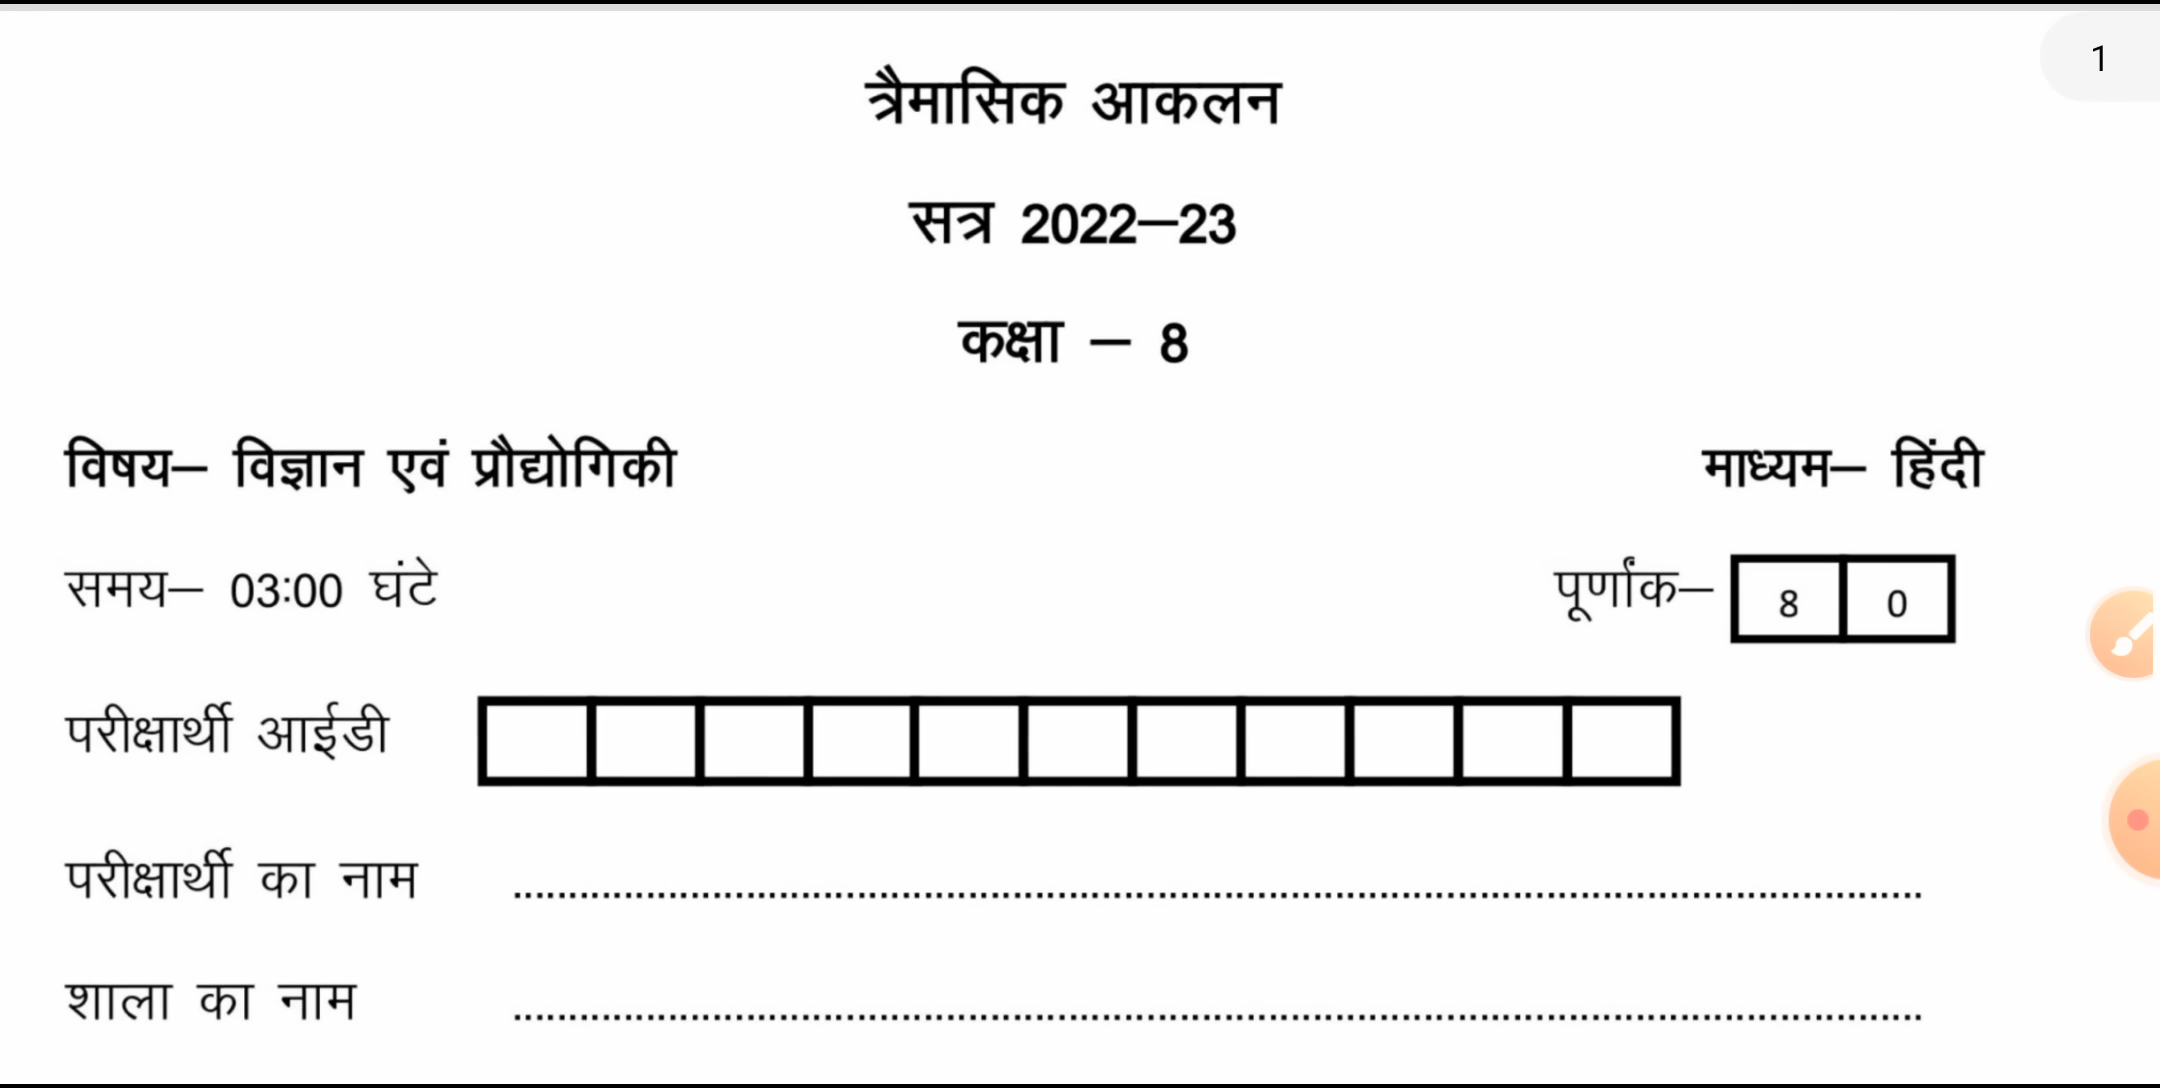 1
त्रैमासिक आकलन
सत्र 2022–23
कक्षा – 8
विषय– विज्ञान एवं प्रौद्योगिकी माध्यम– हिंदी
समय– 03:00 घंटे पूर्णांक– 8 0
परीक्षार्थी आईडी
परीक्षार्थी का नाम ........................................................................................................................
शाला का नाम ........................................................................................................................